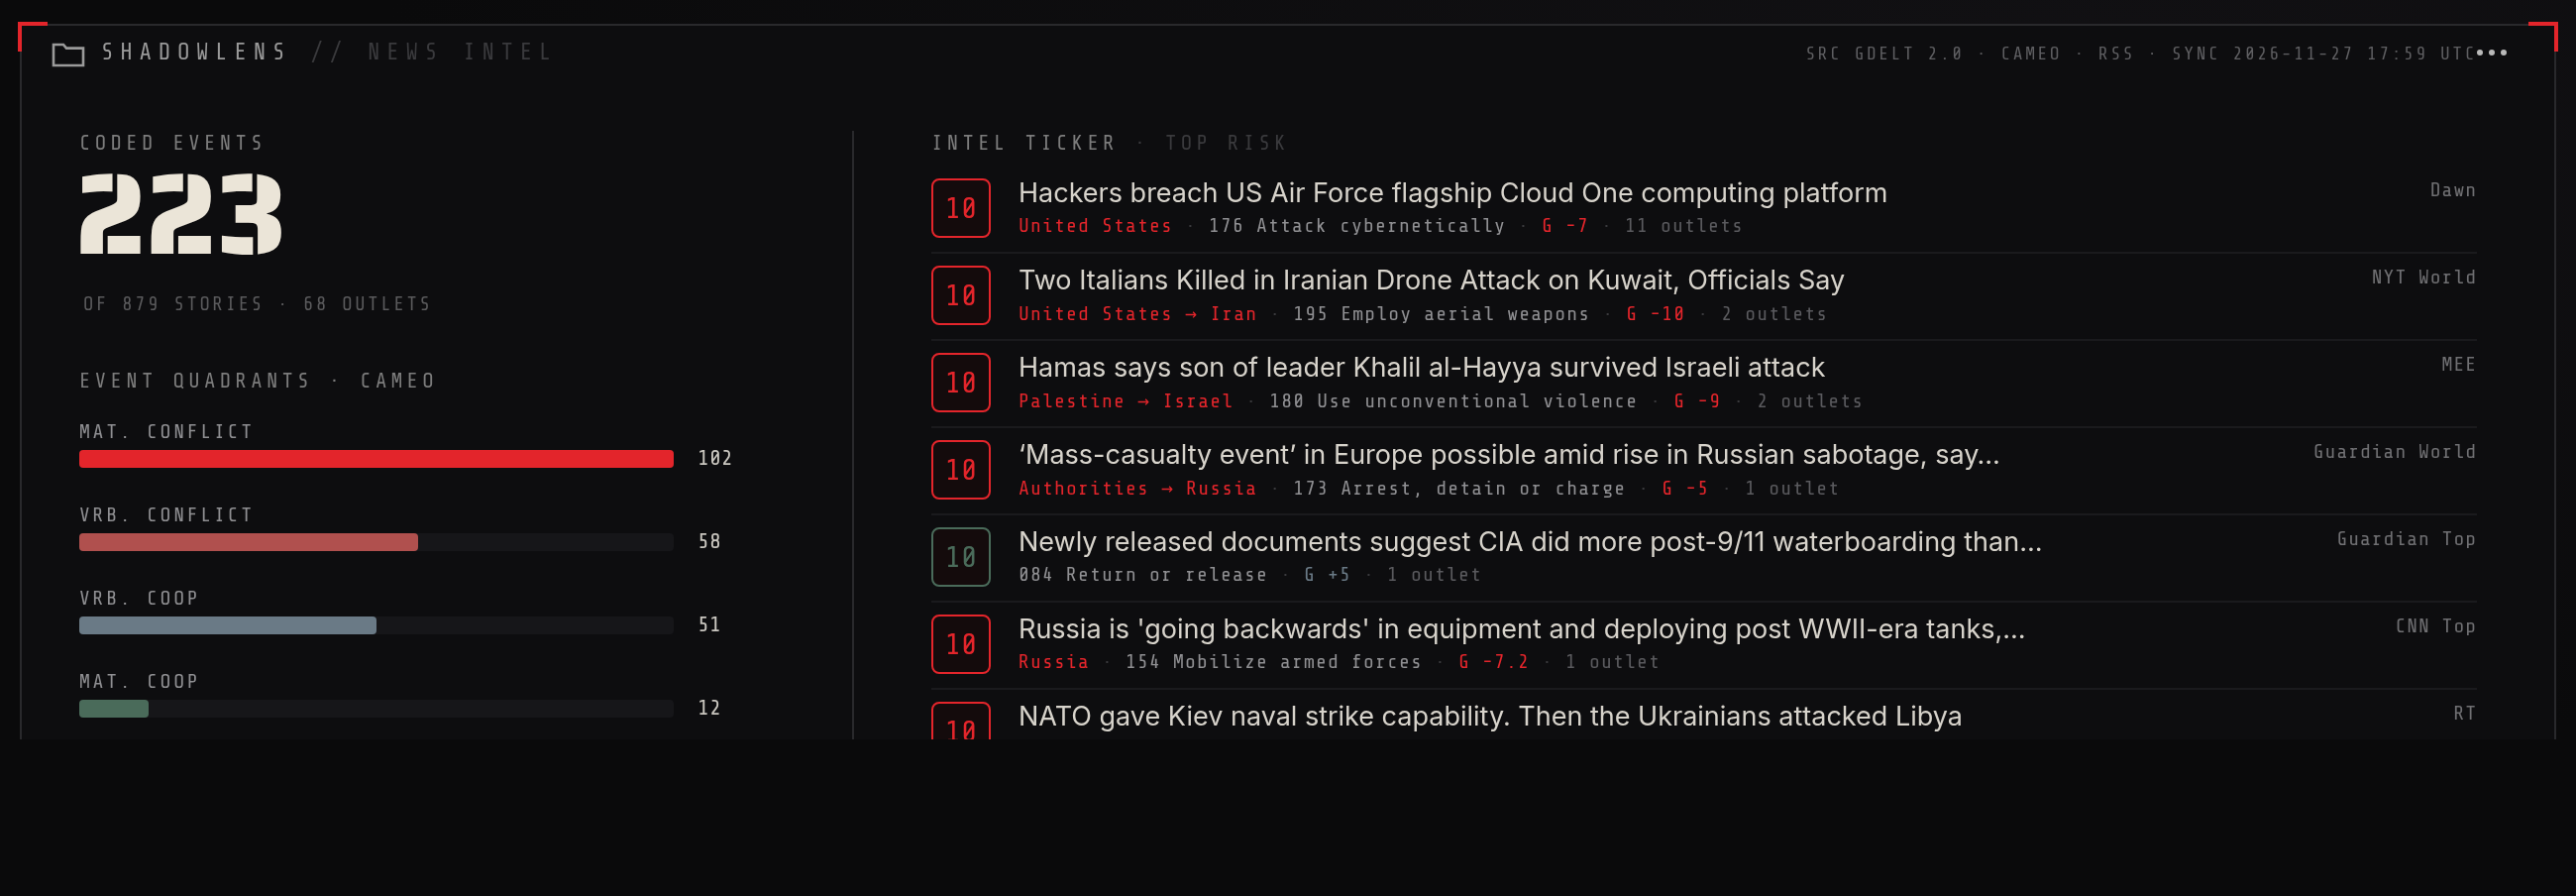 SHADOWLENS // NEWS INTEL
SRC GDELT 2.0 · CAMEO · RSS · SYNC 2026-11-27 17:59 UTC
CODED EVENTS
223
OF 879 STORIES · 68 OUTLETS
EVENT QUADRANTS · CAMEO
MAT. CONFLICT
102
VRB. CONFLICT
58
VRB. COOP
51
MAT. COOP
12
INTEL TICKER · TOP RISK
10 Hackers breach US Air Force flagship Cloud One computing platform Dawn
United States · 176 Attack cybernetically · G -7 · 11 outlets
10 Two Italians Killed in Iranian Drone Attack on Kuwait, Officials Say NYT World
United States → Iran · 195 Employ aerial weapons · G -10 · 2 outlets
10 Hamas says son of leader Khalil al-Hayya survived Israeli attack MEE
Palestine → Israel · 180 Use unconventional violence · G -9 · 2 outlets
10 ‘Mass-casualty event’ in Europe possible amid rise in Russian sabotage, say... Guardian World
Authorities → Russia · 173 Arrest, detain or charge · G -5 · 1 outlet
10 Newly released documents suggest CIA did more post-9/11 waterboarding than... Guardian Top
084 Return or release · G +5 · 1 outlet
10 Russia is 'going backwards' in equipment and deploying post WWII-era tanks,... CNN Top
Russia · 154 Mobilize armed forces · G -7.2 · 1 outlet
10 NATO gave Kiev naval strike capability. Then the Ukrainians attacked Libya RT